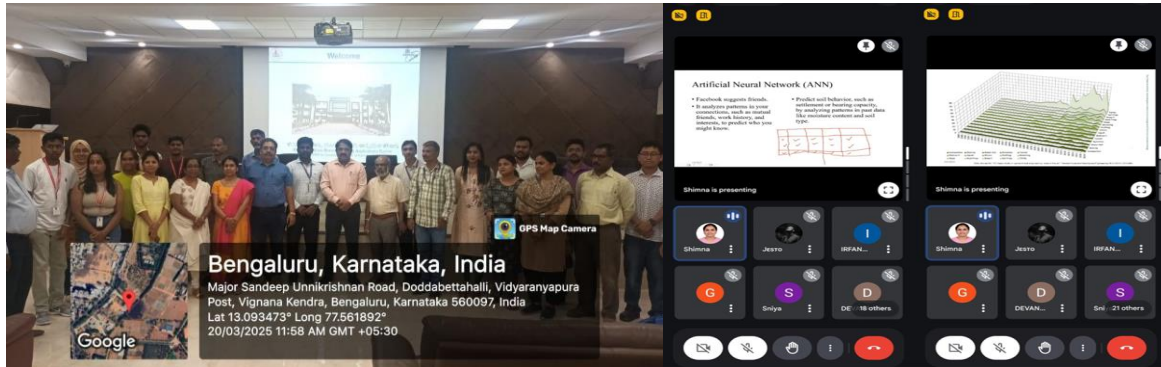 Welcome
GPS Map Camera
Bengaluru, Karnataka, India
Major Sandeep Unnikrishnan Road, Doddabettahalli, Vidyaranyapura
Post, Vignana Kendra, Bengaluru, Karnataka 560097, India
Lat 13.093473° Long 77.561892°
20/03/2025 11:58 AM GMT +05:30
Google
Artificial Neural Network (ANN)
• Facebook suggests friends.
• It analyzes patterns in your
connections, such as mutual
friends, work history, and
interests, to predict who you
might know.
• Predict soil behavior, such as
settlement or bearing capacity,
by analyzing patterns in past data
like moisture content and soil
type.
Shimna is presenting
Shimna
Jesto
I
IRFAN...
G
S
Sniya
D
DE
18 others
Shimna is presenting
Shimna
Jesto
I
IRFAN...
G
D
DEVAN...
S
Sni
21 others